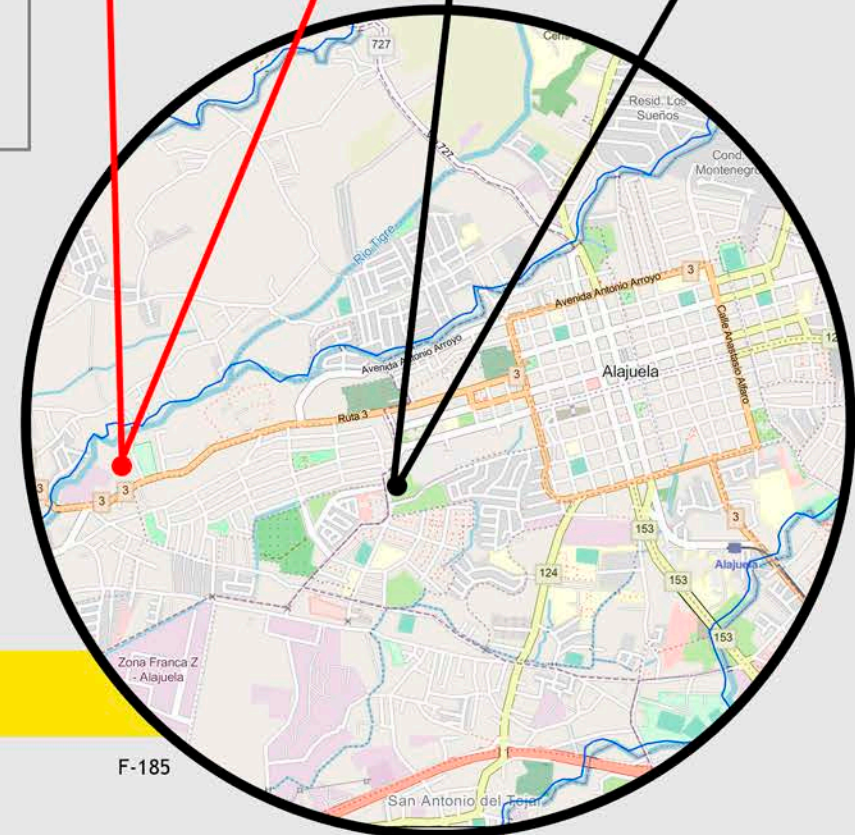 727
Resid. Los
Sueños
727
Cond.
Montenegro
Río Tigre
3
Avenida Antonio Arroyo
Calle Anastasio Alfaro
Avenida Antonio Arroyo
3
Alajuela
Ruta 3
3
3
3
3
153
Alajuela
124
153
153
Zona Franca Z
- Alajuela
F-185
San Antonio del Tejar